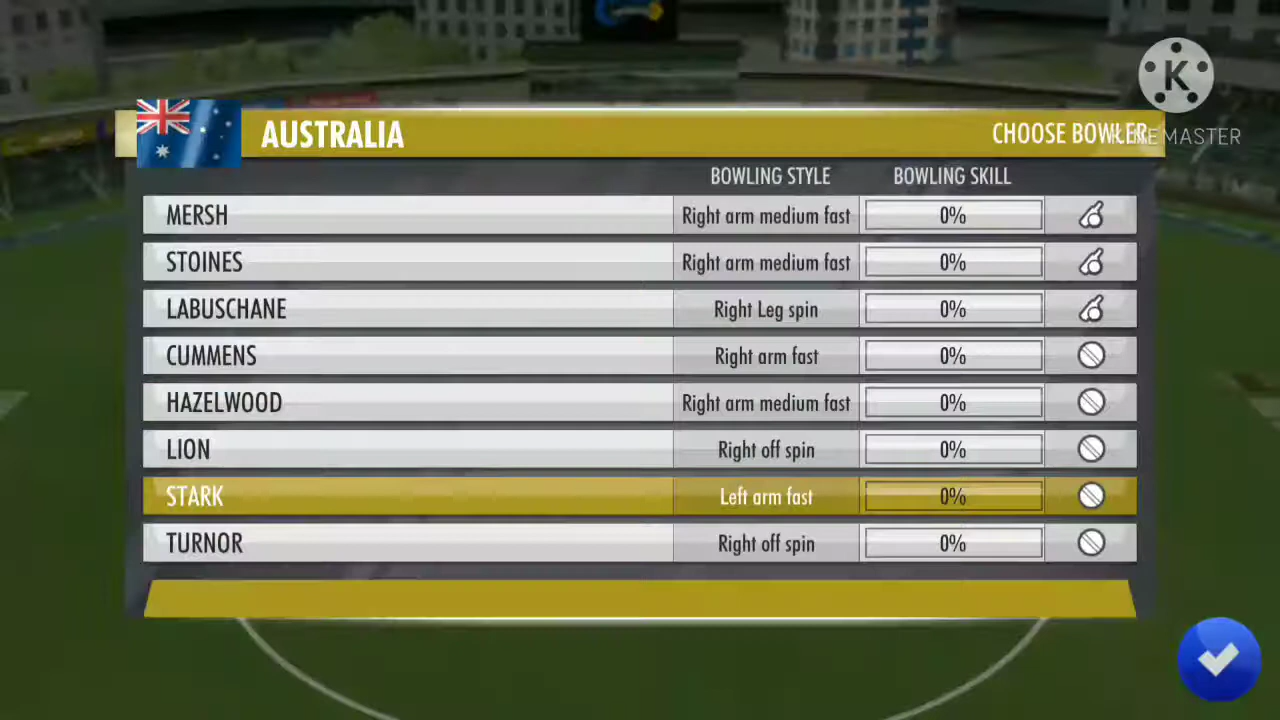 AUSTRALIA CHOOSE BOWLER
K
KINEMASTER
BOWLING STYLE BOWLING SKILL
MERSH Right arm medium fast 0%
STOINES Right arm medium fast 0%
LABUSCHANE Right Leg spin 0%
CUMMENS Right arm fast 0%
HAZELWOOD Right arm medium fast 0%
LION Right off spin 0%
STARK Left arm fast 0%
TURNOR Right off spin 0%